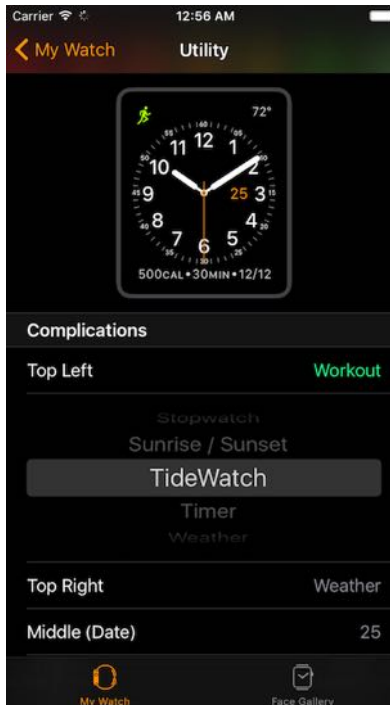 Carrier 12:56 AM
My Watch Utility
72°
60
11 12 1
10 2
9 25 3
8 4
7 6 5
500CAL•30MIN•12/12
Complications
Top Left Workout
Stopwatch
Sunrise / Sunset
TideWatch
Timer
Weather
Top Right Weather
Middle (Date) 25
My Watch Face Gallery